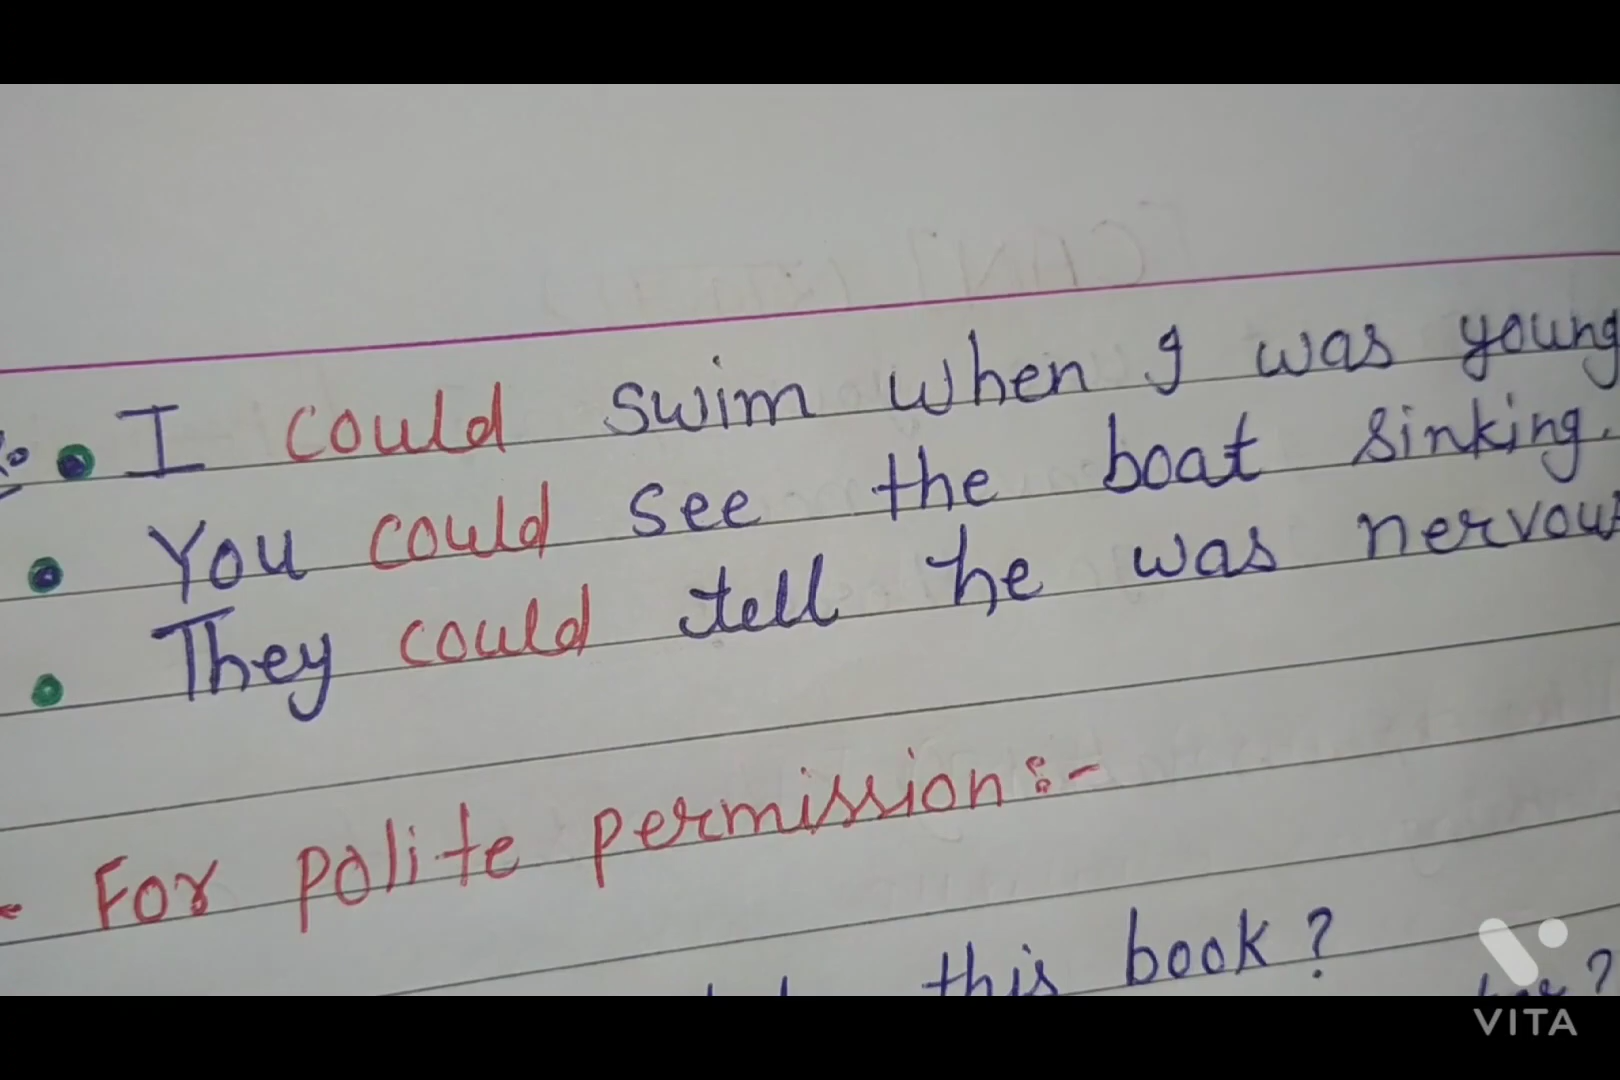 I could swim when I was young
You could see the boat sinking.
They could tell he was nervous
For polite permission:-
this book?
VITA